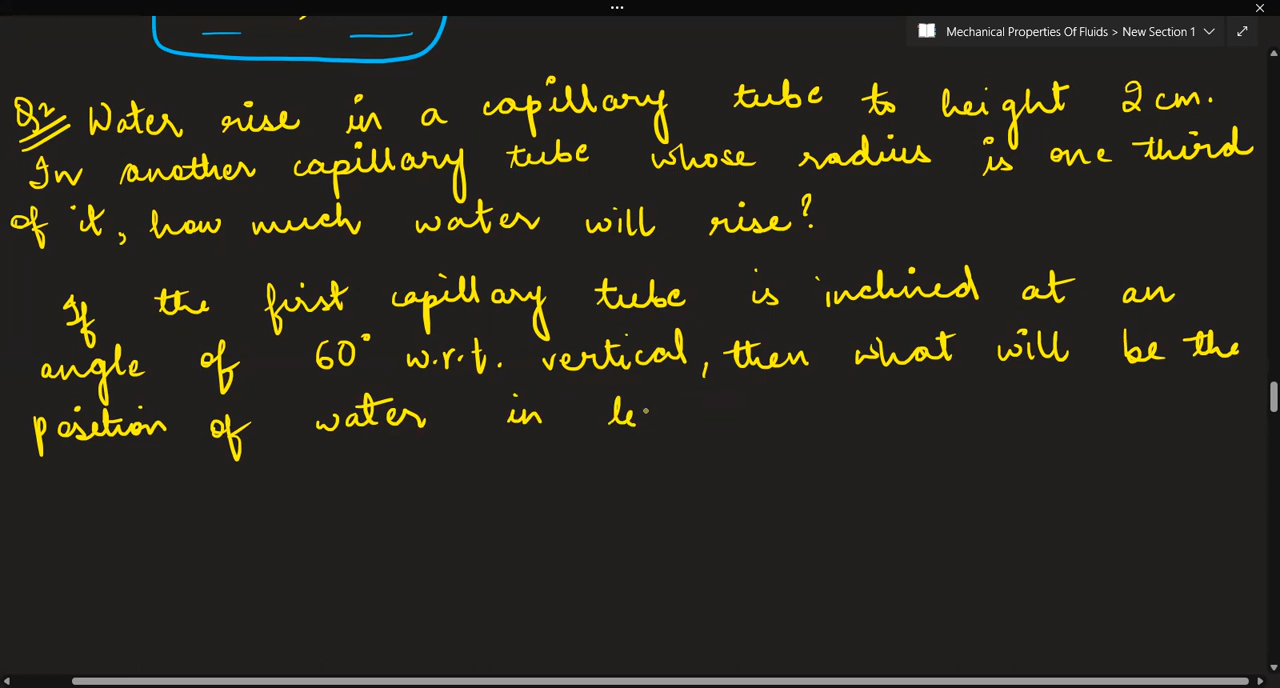 Mechanical Properties Of Fluids > New Section 1
Q2 Water rise in a capillary tube to height 2 cm.
In another capillary tube whose radius is one third
of it, how much water will rise?
If the first capillary tube is inclined at an
angle of 60° w.r.t. vertical, then what will be the
position of water in le